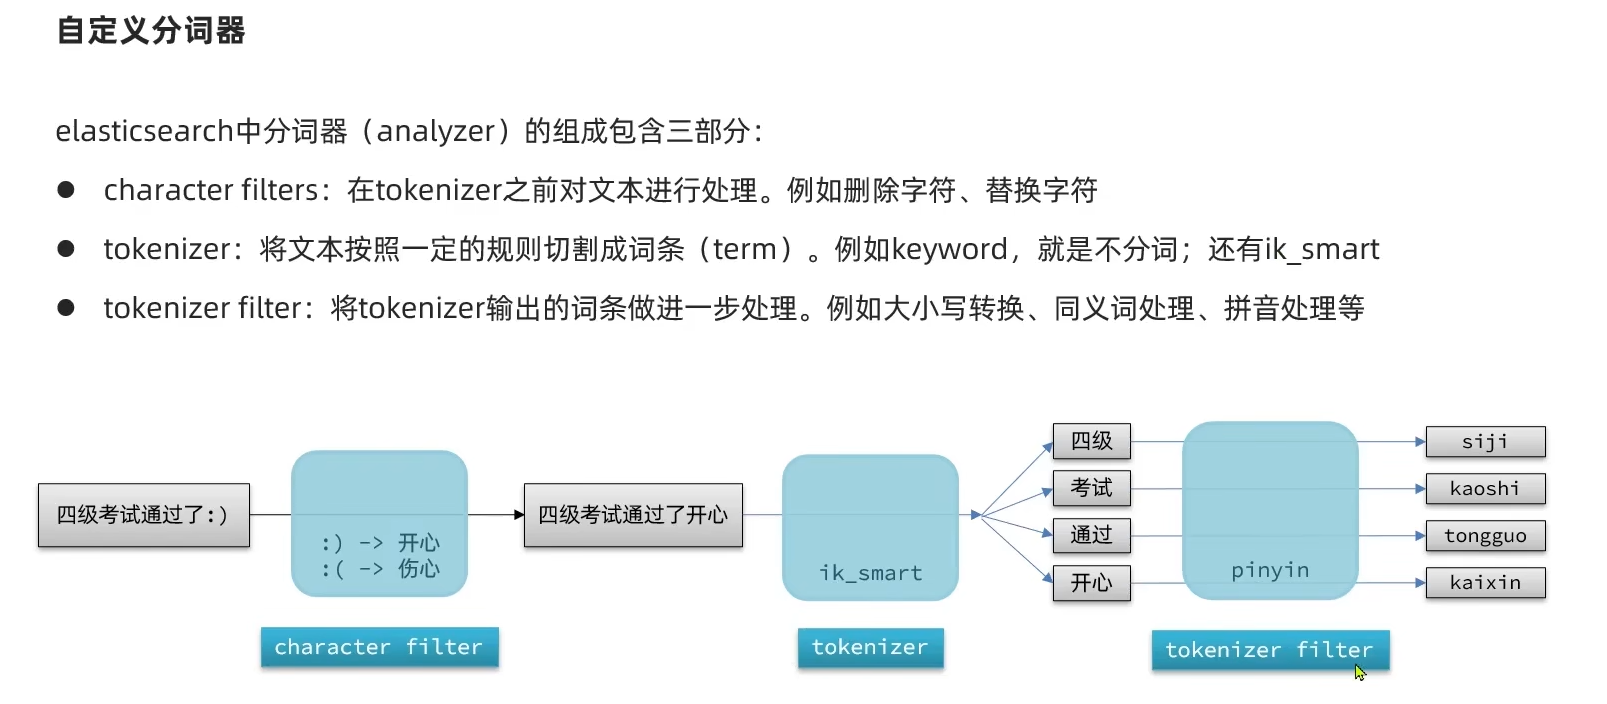 自定义分词器
elasticsearch中分词器（analyzer）的组成包含三部分：
● character filters：在tokenizer之前对文本进行处理。例如删除字符、替换字符
● tokenizer：将文本按照一定的规则切割成词条（term）。例如keyword，就是不分词；还有ik_smart
● tokenizer filter：将tokenizer输出的词条做进一步处理。例如大小写转换、同义词处理、拼音处理等
四级考试通过了:)
:) -> 开心
:( -> 伤心
character filter
四级考试通过了开心
ik_smart
tokenizer
四级
考试
通过
开心
pinyin
tokenizer filter
siji
kaoshi
tongguo
kaixin